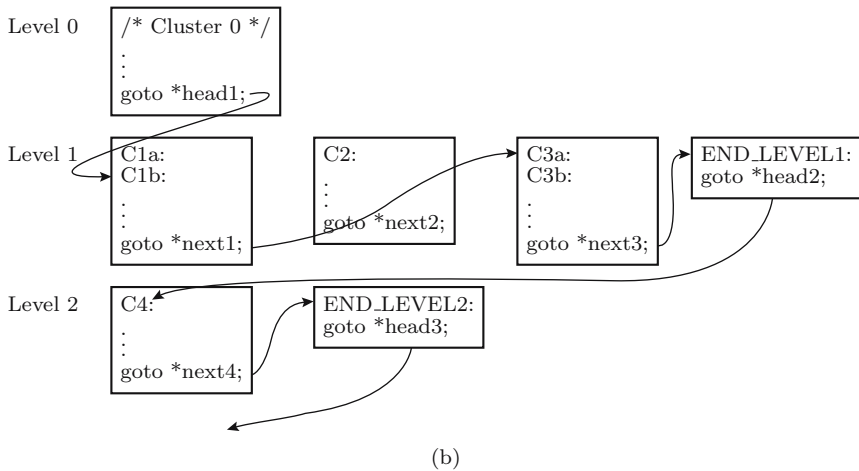 Level 0
/* Cluster 0 */
.
.
.
goto *head1;
Level 1
C1a:
C1b:
.
.
.
goto *next1;
C2:
.
.
.
goto *next2;
C3a:
C3b:
.
.
.
goto *next3;
END_LEVEL1:
goto *head2;
Level 2
C4:
.
.
.
goto *next4;
END_LEVEL2:
goto *head3;
(b)